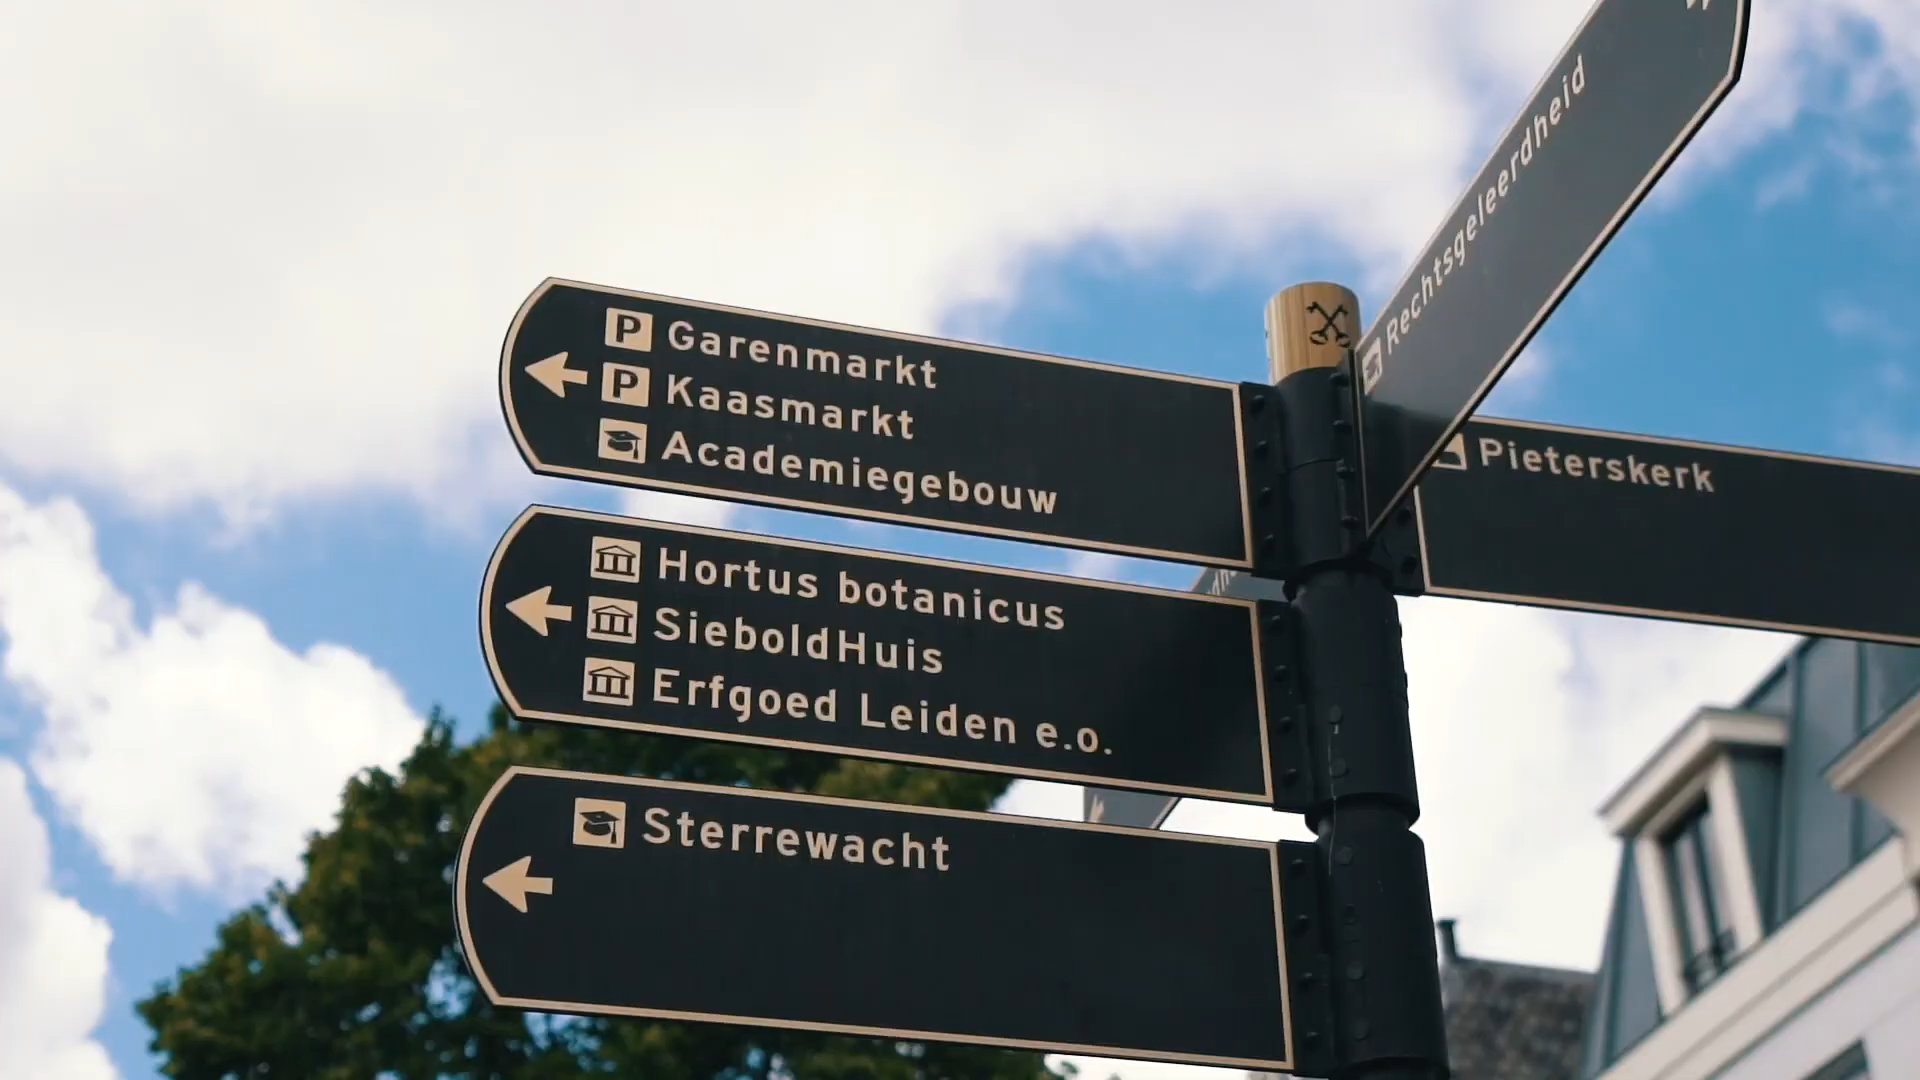 P Garenmarkt
P Kaasmarkt
Academiegebouw
Hortus botanicus
SieboldHuis
Erfgoed Leiden e.o.
Sterrewacht
Rechtsgeleerdheid
Pieterskerk